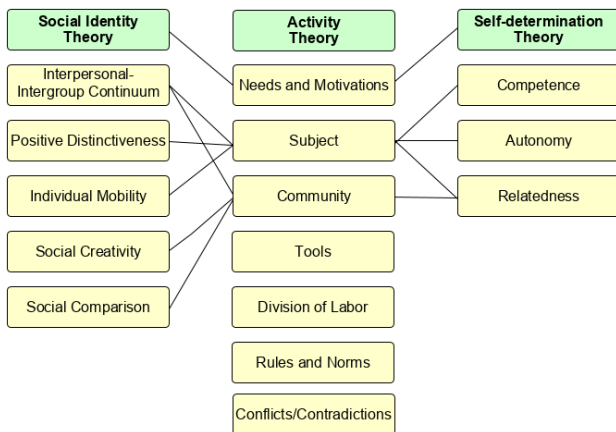 Social Identity
Theory
Activity
Theory
Self-determination
Theory
Interpersonal-
Intergroup Continuum
Needs and Motivations
Competence
Positive Distinctiveness
Subject
Autonomy
Individual Mobility
Community
Relatedness
Social Creativity
Tools
Social Comparison
Division of Labor
Rules and Norms
Conflicts/Contradictions